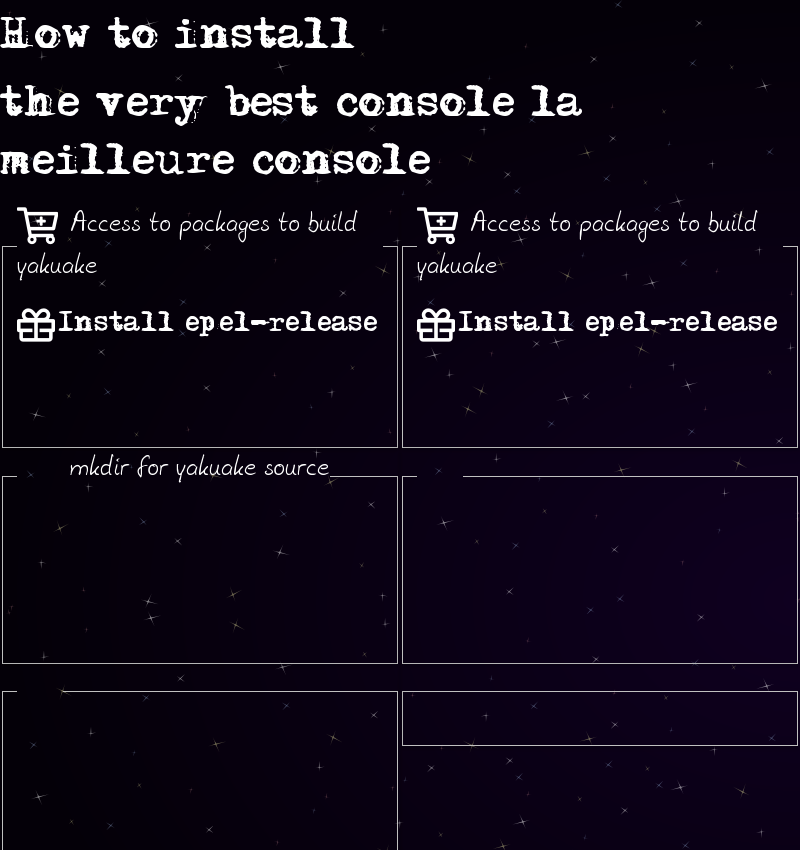 How to install
the very best console la
meilleure console
Access to packages to build
yakuake
Install epel-release
Access to packages to build
yakuake
Install epel-release
mkdir for yakuake source